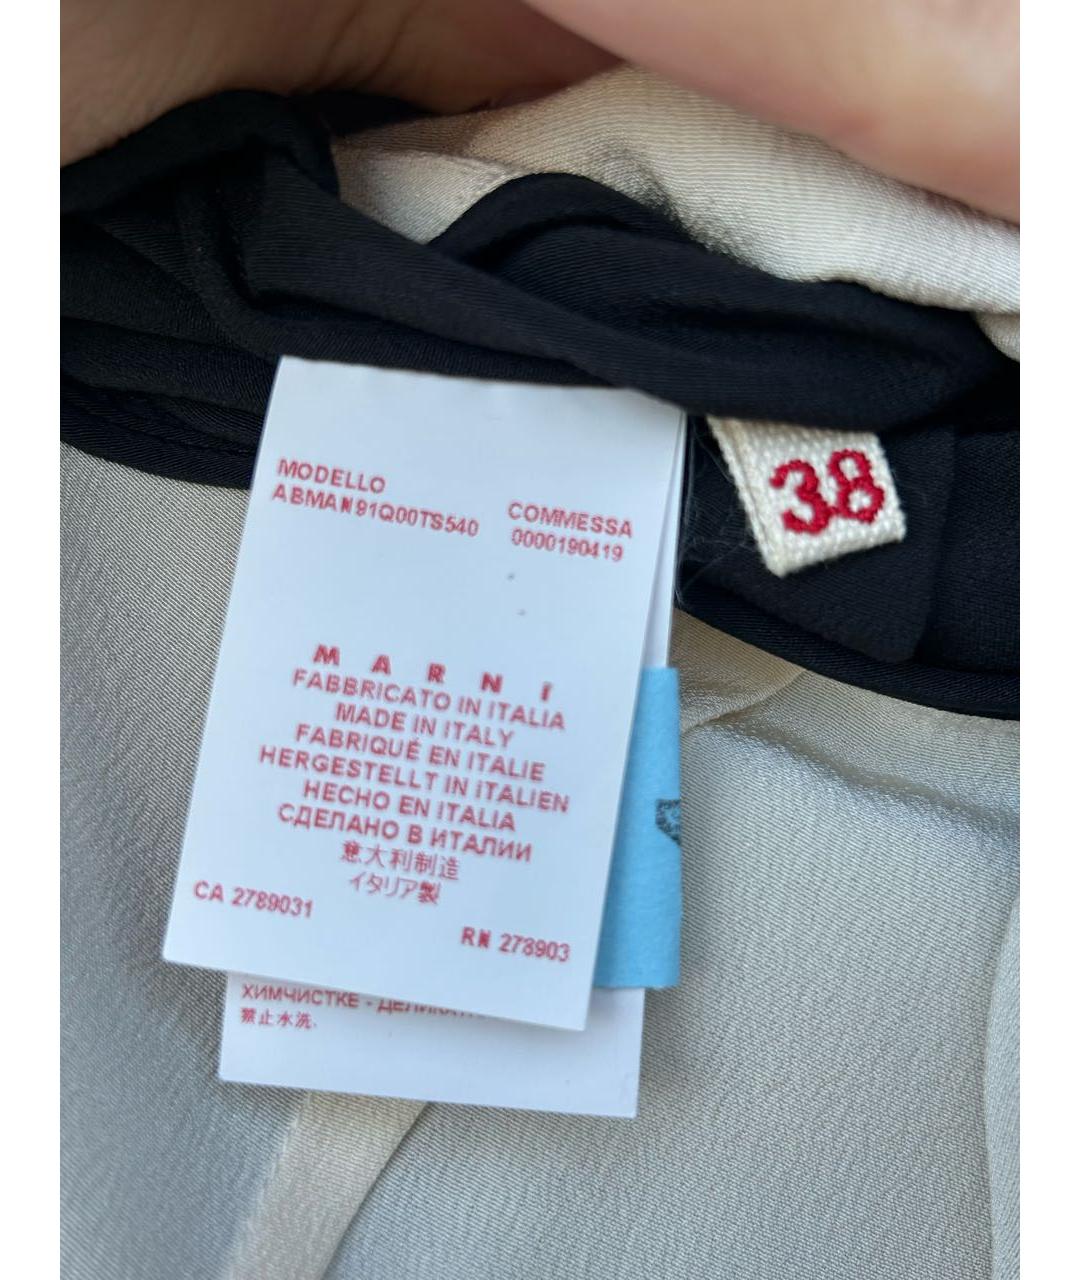 MODELLO
ABMAN91Q00TS540
COMMESSA
0000190419
38
MARNI
FABBRICATO IN ITALIA
MADE IN ITALY
FABRIQUÉ EN ITALIE
HERGESTELLT IN ITALIEN
HECHO EN ITALIA
СДЕЛАНО В ИТАЛИИ
意大利制造
イタリア製
CA 2789031
RN 278903
ХИМЧИСТКЕ -
禁止水洗.